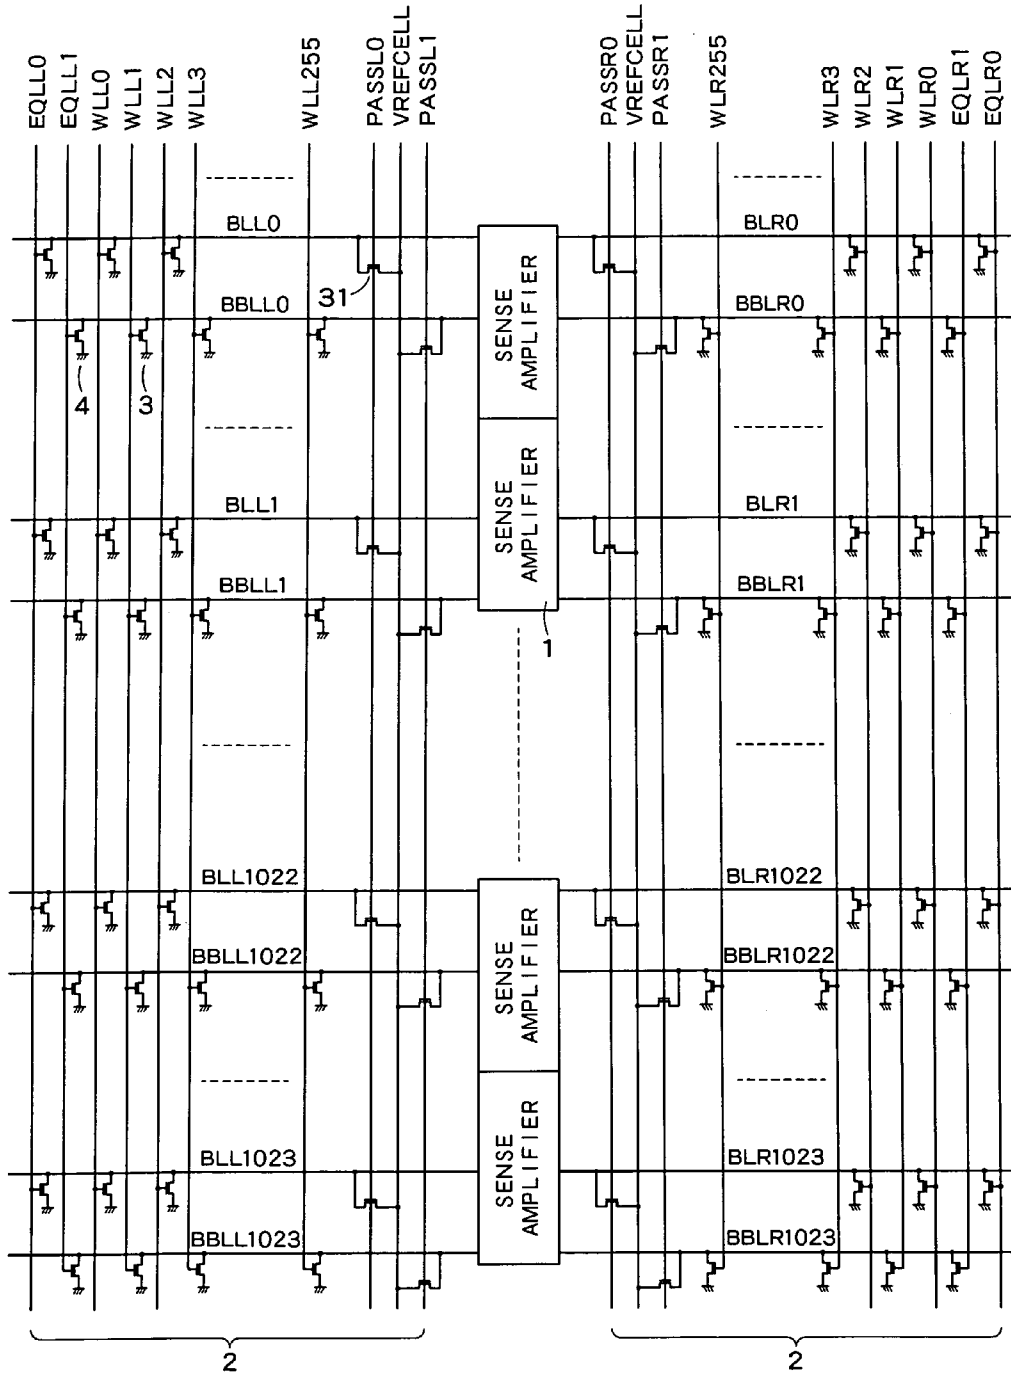 EQLL0
EQLL1
WLL0
WLL1
WLL2
WLL3
WLL255
PASSL0
VREFCELL
PASSL1
PASSR0
VREFCELL
PASSR1
WLR255
WLR3
WLR2
WLR1
WLR0
EQLR1
EQLR0
BLL0
BLR0
31
BBLL0
BBLR0
SENSE
AMPLIFIER
4
3
BLL1
BLR1
SENSE
AMPLIFIER
BBLL1
BBLR1
1
BLL1022
BLR1022
SENSE
AMPLIFIER
BBLL1022
BBLR1022
BLL1023
BLR1023
SENSE
AMPLIFIER
BBLL1023
BBLR1023
2
2